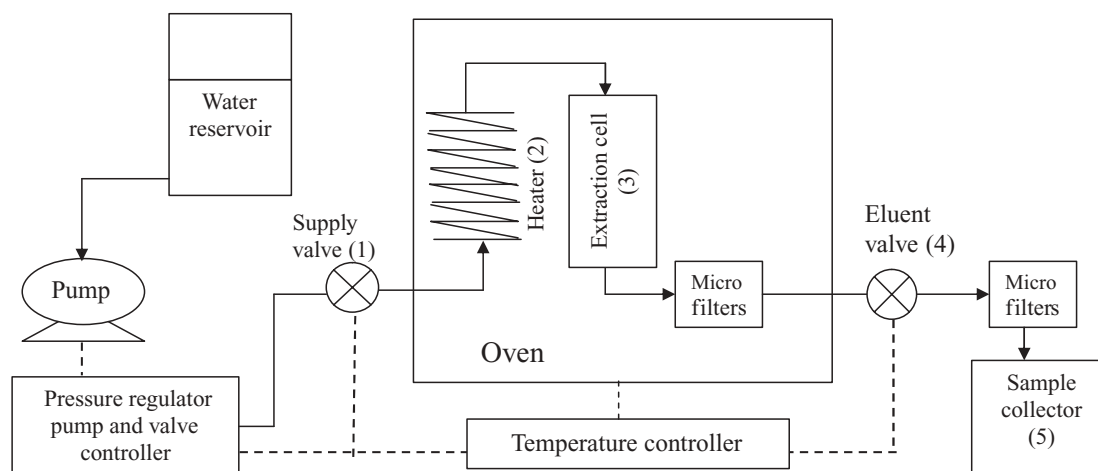 Water
reservoir
Pump
Pressure regulator
pump and valve
controller
Supply
valve (1)
Heater (2)
Extraction cell
(3)
Micro
filters
Oven
Temperature controller
Eluent
valve (4)
Micro
filters
Sample
collector
(5)